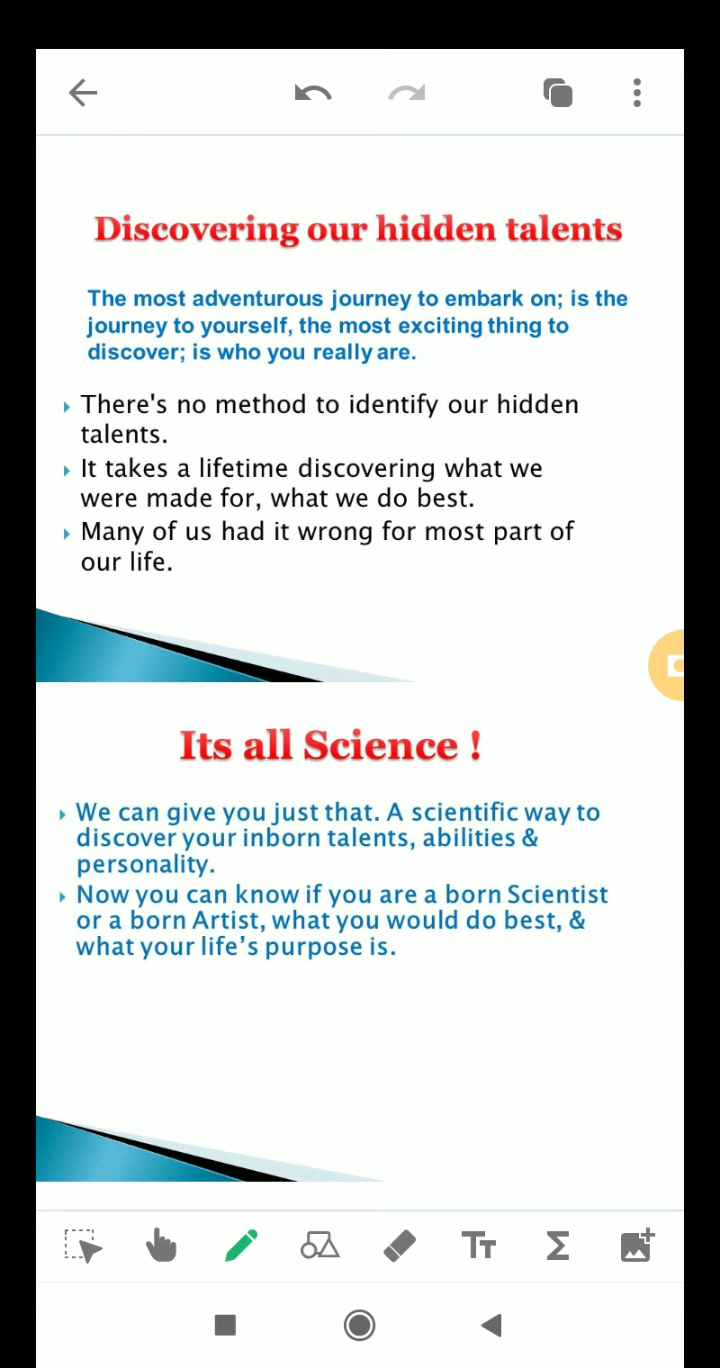 Discovering our hidden talents
The most adventurous journey to embark on; is the
journey to yourself, the most exciting thing to
discover; is who you really are.
There's no method to identify our hidden
talents.
It takes a lifetime discovering what we
were made for, what we do best.
Many of us had it wrong for most part of
our life.
Its all Science !
We can give you just that. A scientific way to
discover your inborn talents, abilities &
personality.
Now you can know if you are a born Scientist
or a born Artist, what you would do best, &
what your life’s purpose is.
TT
Σ